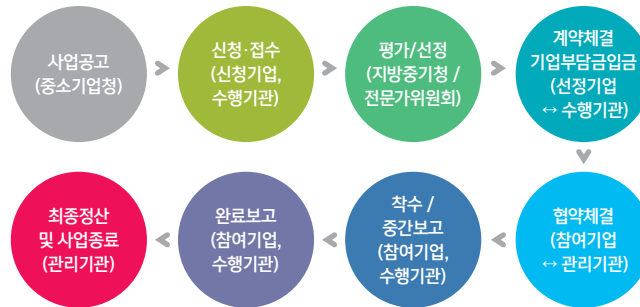 사업공고
(중소기업청)
신청·접수
(신청기업,
수행기관)
평가/선정
(지방중기청 /
전문가위원회)
계약체결
기업부담금입금
(선정기업
↔ 수행기관)
협약체결
(참여기업
↔ 관리기관)
착수 /
중간보고
(참여기업,
수행기관)
완료보고
(참여기업,
수행기관)
최종정산
및 사업종료
(관리기관)